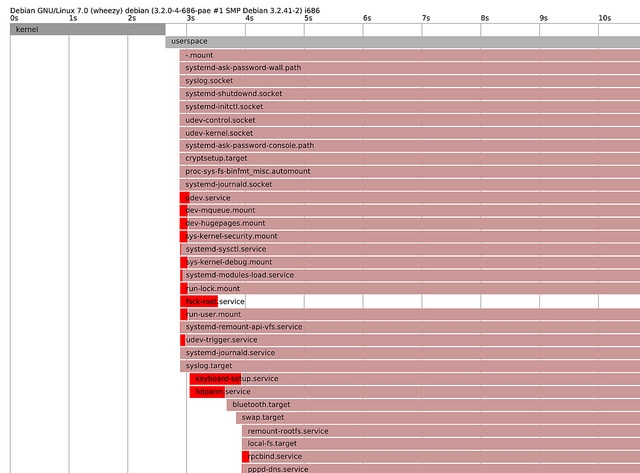 Debian GNU/Linux 7.0 (wheezy) debian (3.2.0-4-686-pae #1 SMP Debian 3.2.41-2) i686
0s 1s 2s 3s 4s 5s 6s 7s 8s 9s 10s
kernel
userspace
-.mount
systemd-ask-password-wall.path
syslog.socket
systemd-shutdownd.socket
systemd-initctl.socket
udev-control.socket
udev-kernel.socket
systemd-ask-password-console.path
cryptsetup.target
proc-sys-fs-binfmt_misc.automount
systemd-journald.socket
udev.service
dev-mqueue.mount
dev-hugepages.mount
sys-kernel-security.mount
systemd-sysctl.service
sys-kernel-debug.mount
systemd-modules-load.service
run-lock.mount
fsck-root.service
run-user.mount
systemd-remount-api-vfs.service
udev-trigger.service
systemd-journald.service
syslog.target
keyboard-setup.service
hdparm.service
bluetooth.target
swap.target
remount-rootfs.service
local-fs.target
rpcbind.service
pppd-dns.service